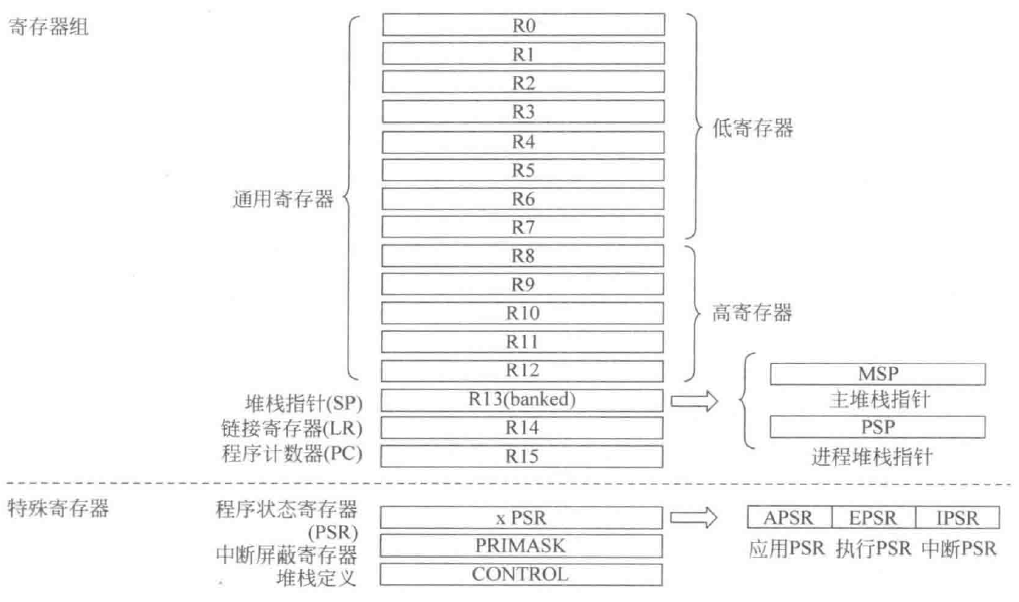 寄存器组
R0
R1
R2
R3
低寄存器
R4
R5
通用寄存器
R6
R7
R8
R9
R10
高寄存器
R11
R12
MSP
堆栈指针(SP)
R13(banked)
主堆栈指针
链接寄存器(LR)
R14
PSP
程序计数器(PC)
R15
进程堆栈指针
特殊寄存器
程序状态寄存器
(PSR)
x PSR
APSR
EPSR
IPSR
应用PSR
执行PSR
中断PSR
中断屏蔽寄存器
PRIMASK
堆栈定义
CONTROL